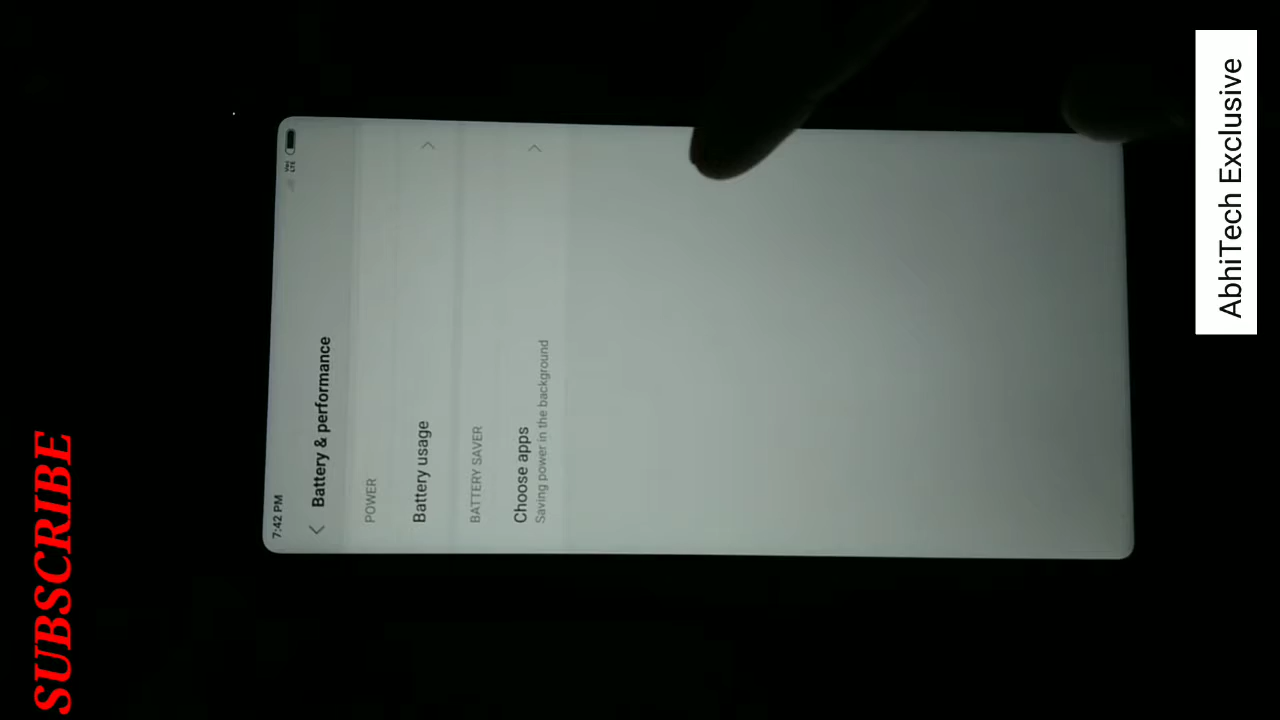 SUBSCRIBE
7:42 PM
VoLTE
Battery & performance
POWER
Battery usage
BATTERY SAVER
Choose apps
Saving power in the background
AbhiTech Exclusive